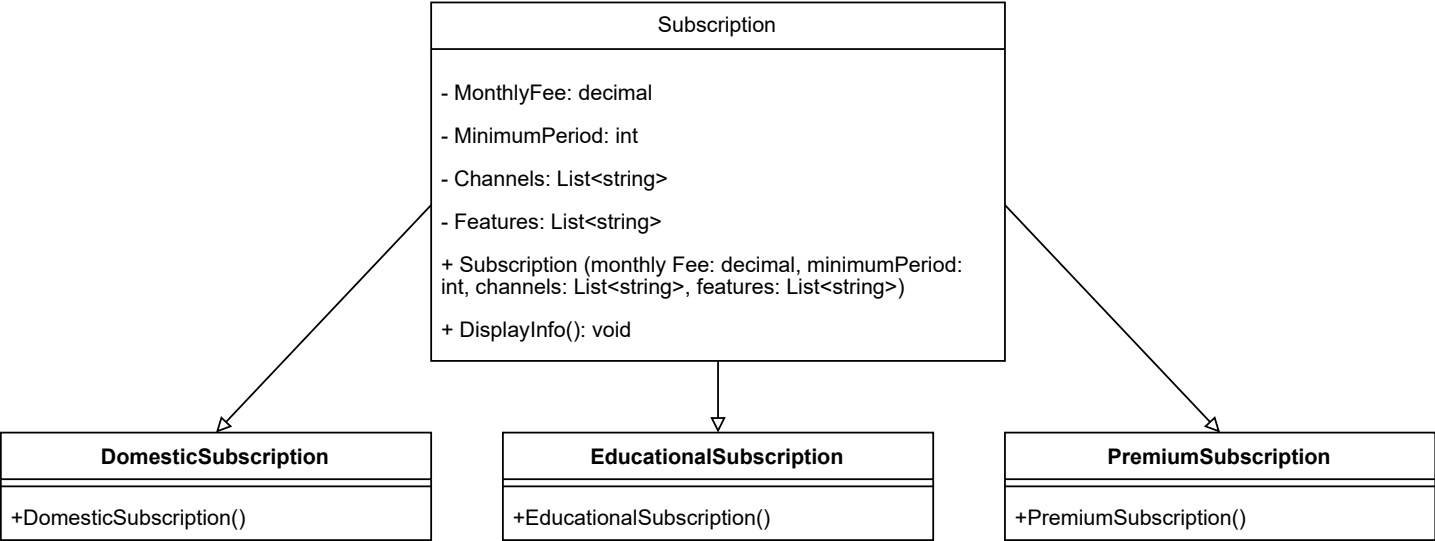 Subscription
- MonthlyFee: decimal
- MinimumPeriod: int
- Channels: List<string>
- Features: List<string>
+ Subscription (monthly Fee: decimal, minimumPeriod:
int, channels: List<string>, features: List<string>)
+ DisplayInfo(): void
DomesticSubscription
+DomesticSubscription()
EducationalSubscription
+EducationalSubscription()
PremiumSubscription
+PremiumSubscription()